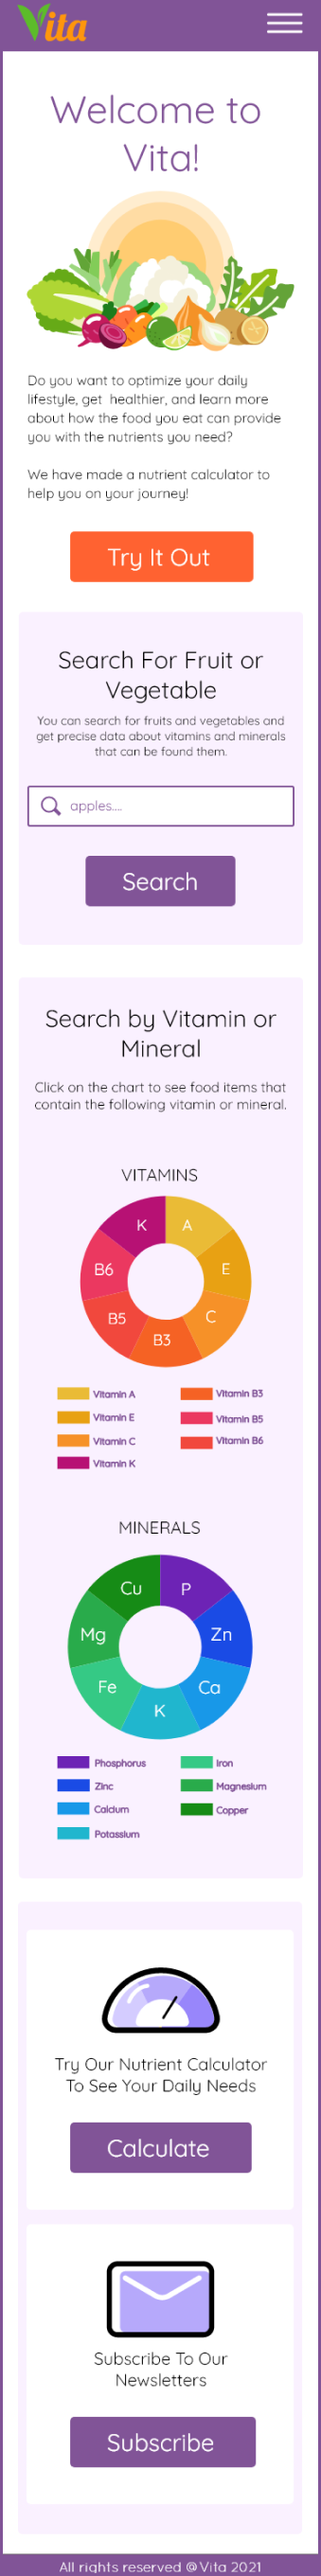 Vita
Welcome to
Vita!
Do you want to optimize your daily
lifestyle, get healthier, and learn more
about how the food you eat can provide
you with the nutrients you need?
We have made a nutrient calculator to
help you on your journey!
Try It Out
Search For Fruit or
Vegetable
You can search for fruits and vegetables and
get precise data about vitamins and minerals
that can be found them.
apples....
Search
Search by Vitamin or
Mineral
Click on the chart to see food items that
contain the following vitamin or mineral.
VITAMINS
K A
B6 E
B5 C
B3
Vitamin A Vitamin B3
Vitamin E Vitamin B5
Vitamin C Vitamin B6
Vitamin K
MINERALS
Cu P
Mg Zn
Fe Ca
K
Phosphorus Iron
Zinc Magnesium
Calcium Copper
Potassium
Try Our Nutrient Calculator
To See Your Daily Needs
Calculate
Subscribe To Our
Newsletters
Subscribe
All rights reserved @Vita 2021